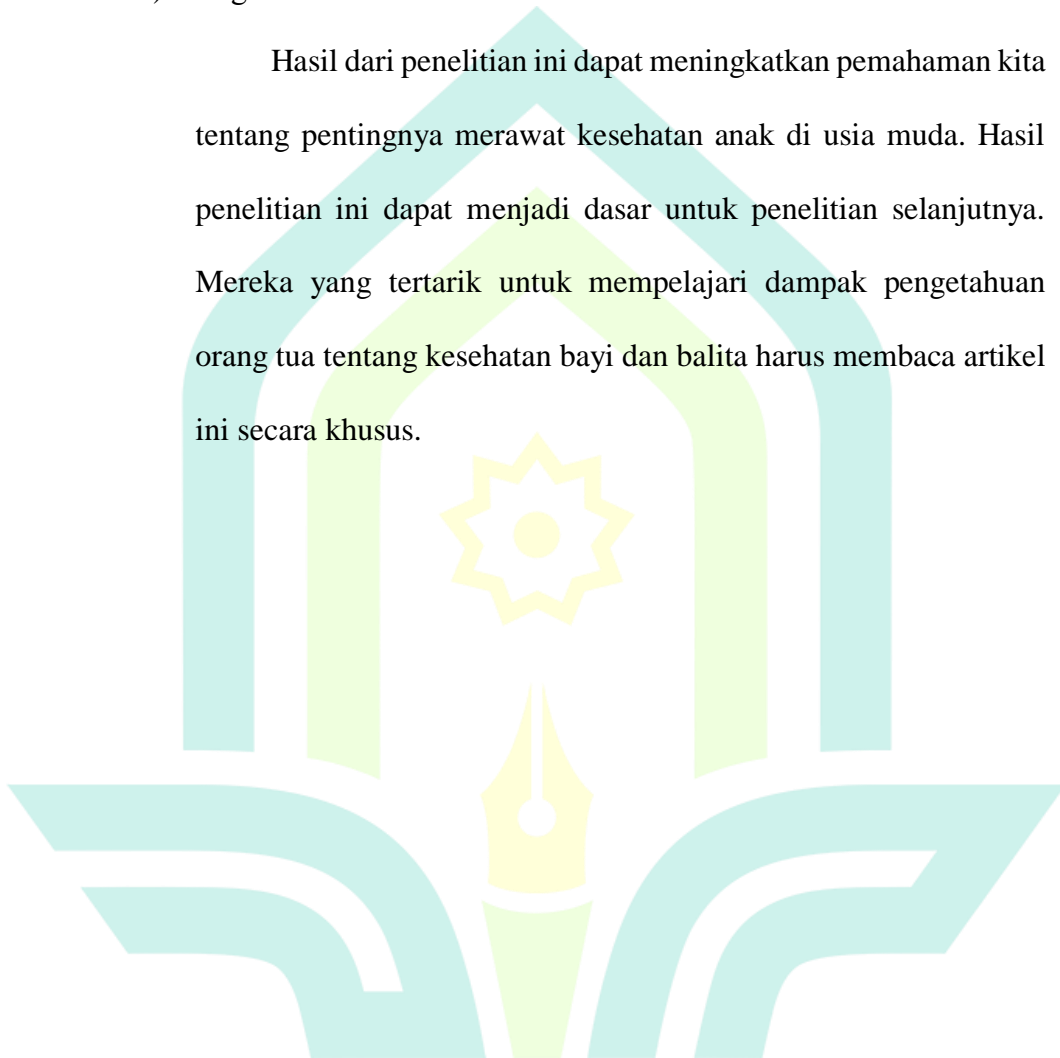 Hasil dari penelitian ini dapat meningkatkan pemahaman kita
tentang pentingnya merawat kesehatan anak di usia muda. Hasil
penelitian ini dapat menjadi dasar untuk penelitian selanjutnya.
Mereka yang tertarik untuk mempelajari dampak pengetahuan
orang tua tentang kesehatan bayi dan balita harus membaca artikel
ini secara khusus.